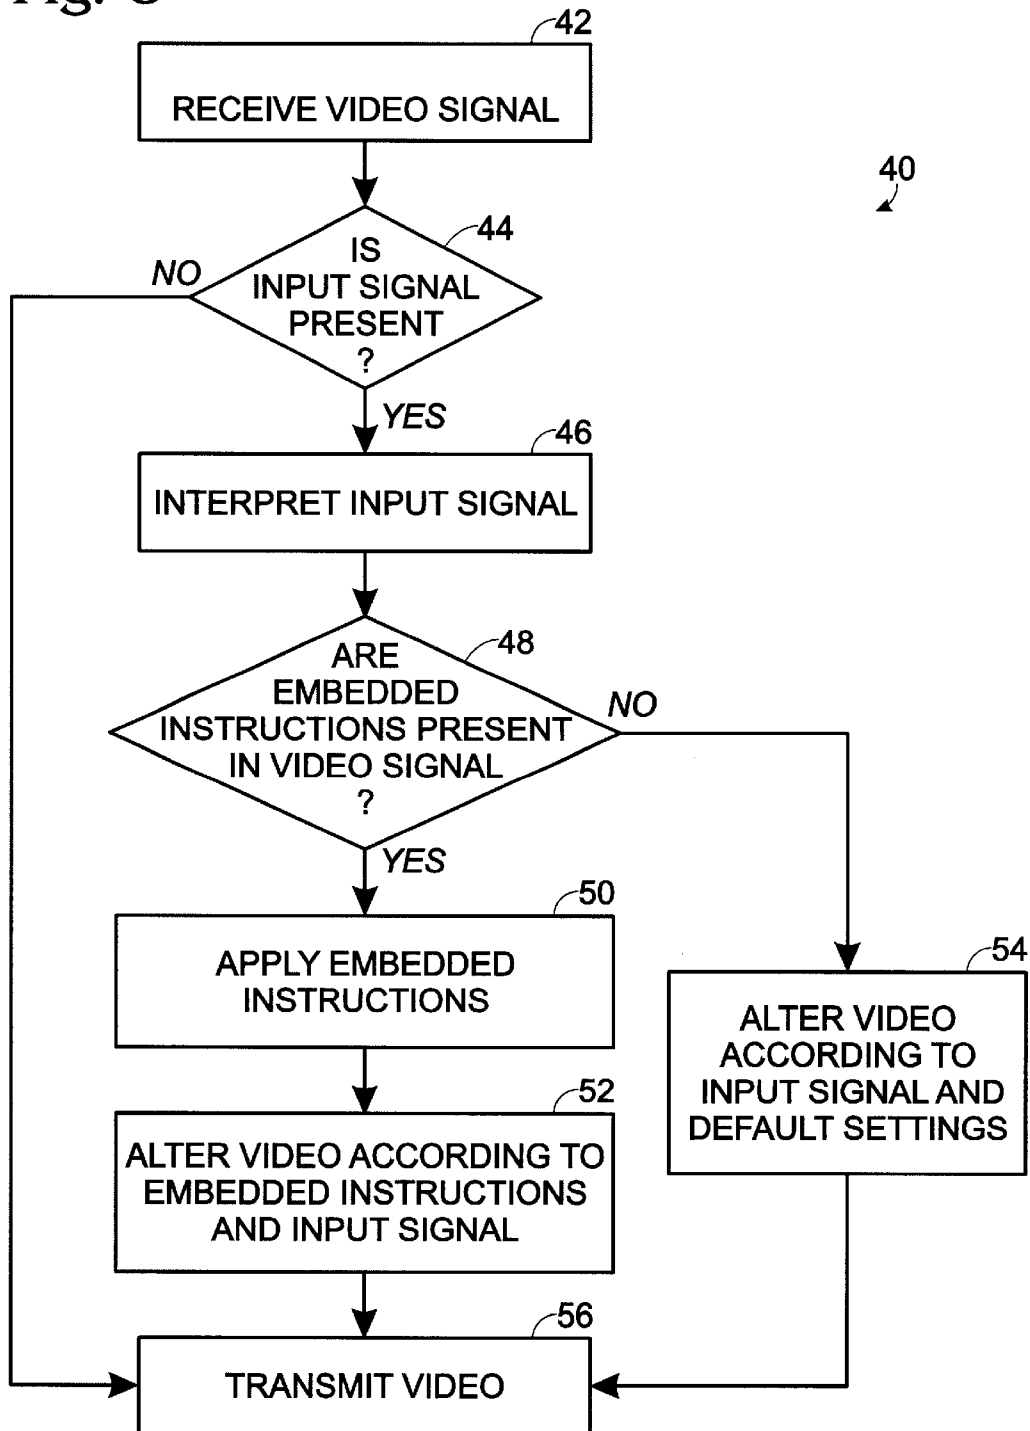 42
RECEIVE VIDEO SIGNAL
40
44
IS
INPUT SIGNAL
PRESENT
?
NO
YES
46
INTERPRET INPUT SIGNAL
48
ARE
EMBEDDED
INSTRUCTIONS PRESENT
IN VIDEO SIGNAL
?
NO
YES
50
APPLY EMBEDDED
INSTRUCTIONS
54
ALTER VIDEO
ACCORDING TO
INPUT SIGNAL AND
DEFAULT SETTINGS
52
ALTER VIDEO ACCORDING TO
EMBEDDED INSTRUCTIONS
AND INPUT SIGNAL
56
TRANSMIT VIDEO